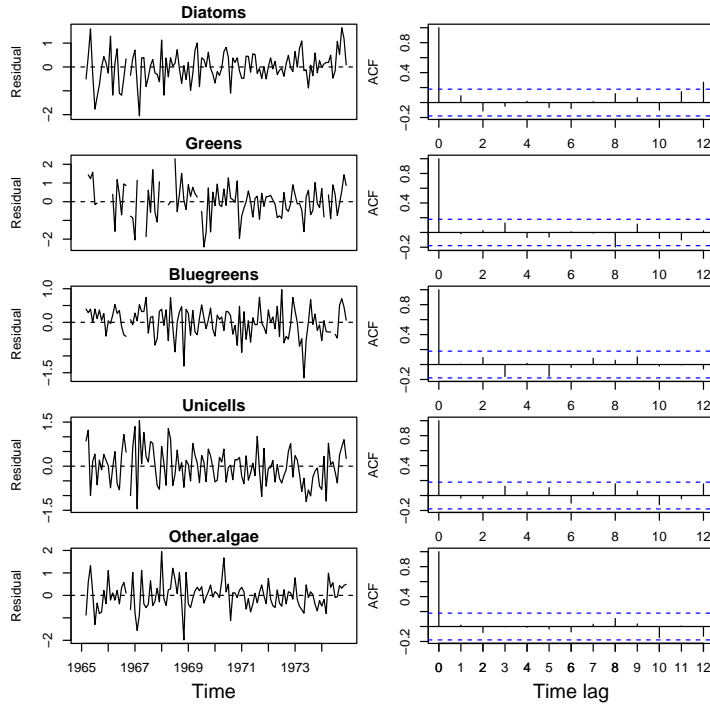 Diatoms
Residual
1
0
−2
ACF
0.8
0.4
−0.2
0 2 4 6 8 10 12
Greens
Residual
2
1
0
−2
ACF
0.8
0.4
−0.2
0 2 4 6 8 10 12
Bluegreens
Residual
1.0
0.0
−1.5
ACF
0.8
0.4
−0.2
0 2 4 6 8 10 12
Unicells
Residual
1.5
0.0
−1.5
ACF
0.8
0.4
−0.2
0 2 4 6 8 10 12
Other.algae
Residual
2
1
0
−2
ACF
0.8
0.4
−0.2
1965 1967 1969 1971 1973
0 1 2 3 4 5 6 7 8 9 10 11 12
Time
Time lag